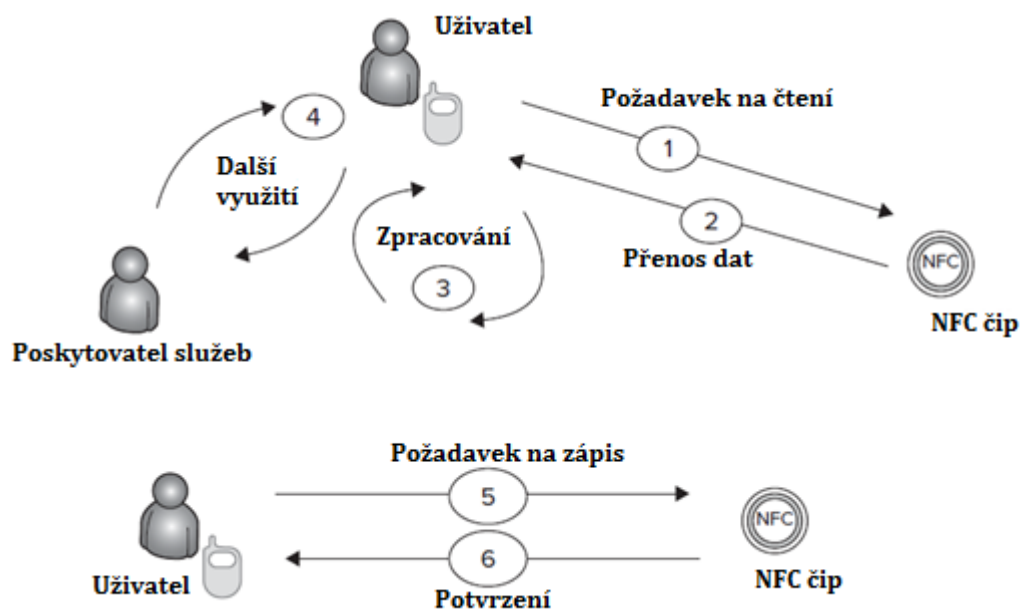 Uživatel
Požadavek na čtení
1
4
Další
využití
2
Přenos dat
Zpracování
3
NFC
NFC čip
Poskytovatel služeb
Požadavek na zápis
5
NFC
6
Uživatel
Potvrzení
NFC čip